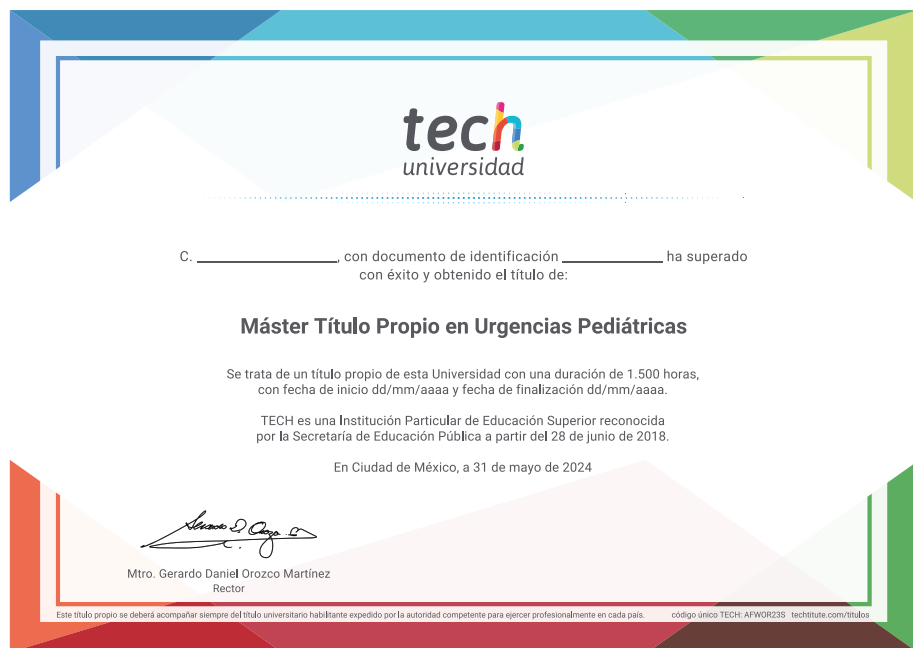 tech
universidad
C. ____________________, con documento de identificación ______________ ha superado
con éxito y obtenido el título de:
Máster Título Propio en Urgencias Pediátricas
Se trata de un título propio de esta Universidad con una duración de 1.500 horas,
con fecha de inicio dd/mm/aaaa y fecha de finalización dd/mm/aaaa.
TECH es una Institución Particular de Educación Superior reconocida
por la Secretaría de Educación Pública a partir del 28 de junio de 2018.
En Ciudad de México, a 31 de mayo de 2024
Mtro. Gerardo Daniel Orozco Martínez
Rector
Este título propio se deberá acompañar siempre del título universitario habilitante expedido por la autoridad competente para ejercer profesionalmente en cada país. código único TECH: AFWOR23S techtitute.com/titulos